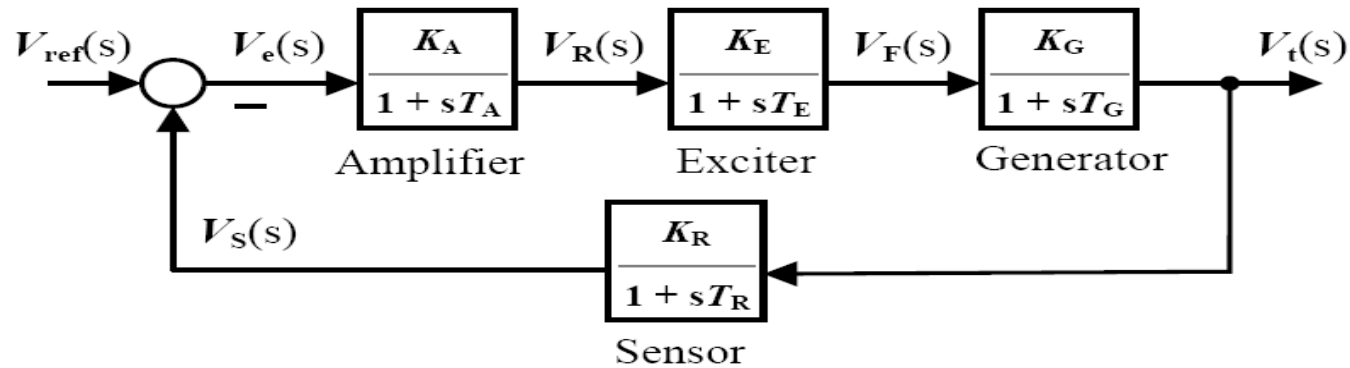 V_ref(s) V_e(s) K_A V_R(s) K_E V_F(s) K_G V_t(s)
−
1 + sT_A 1 + sT_E 1 + sT_G
Amplifier Exciter Generator
V_S(s) K_R
1 + sT_R
Sensor